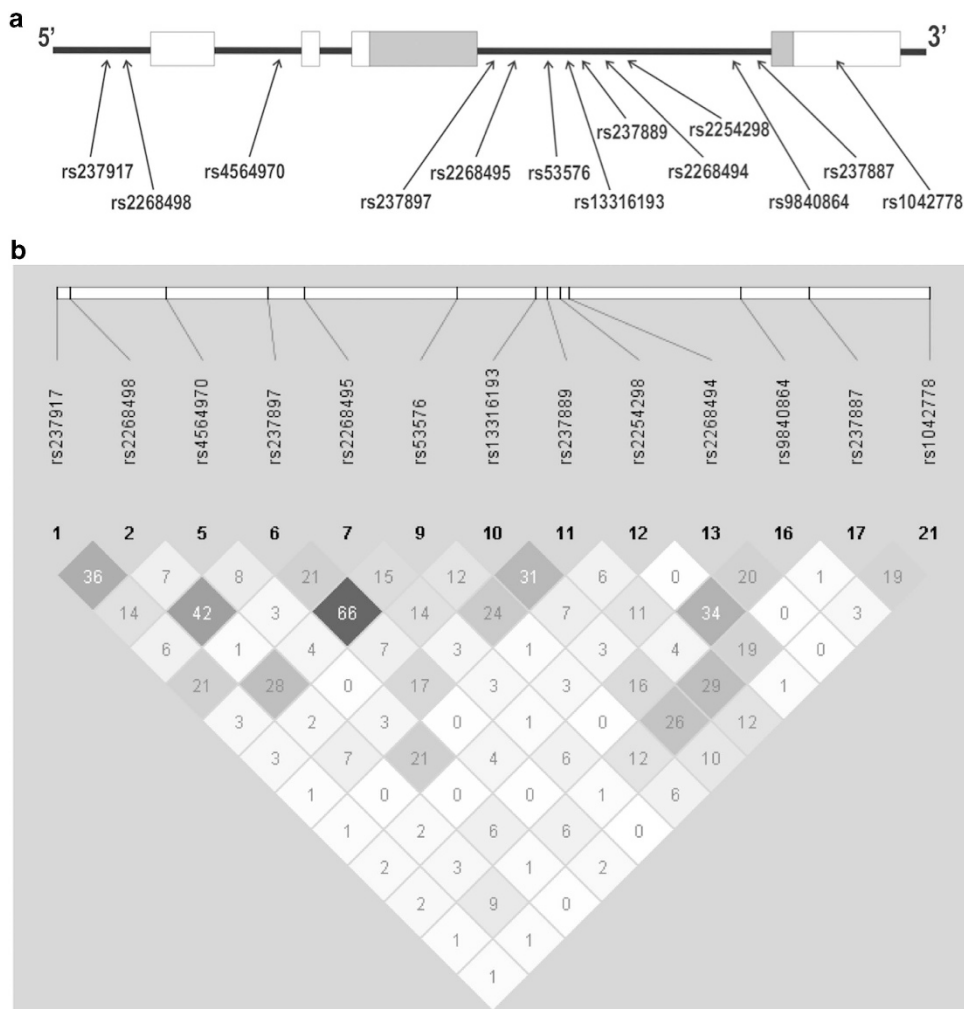 a
5’ 3’
rs237889 rs2254298
rs237917 rs4564970 rs2268495 rs53576 rs2268494 rs237887
rs2268498 rs237897 rs13316193 rs9840864 rs1042778
b
rs237917
rs2268498
rs4564970
rs237897
rs2268495
rs53576
rs13316193
rs237889
rs2254298
rs2268494
rs9840864
rs237887
rs1042778
1 2 5 6 7 9 10 11 12 13 16 17 21
36 7 8 21 15 12 31 6 0 20 1 19
14 42 3 66 14 24 7 11 34 0 3
6 1 4 7 3 1 3 4 19 0
21 28 0 17 3 3 16 29 1
3 2 3 0 1 0 26 12
3 7 21 4 6 12 10
1 0 0 0 1 6
1 2 6 6 0
2 3 1 2
2 9 0
1 1
1